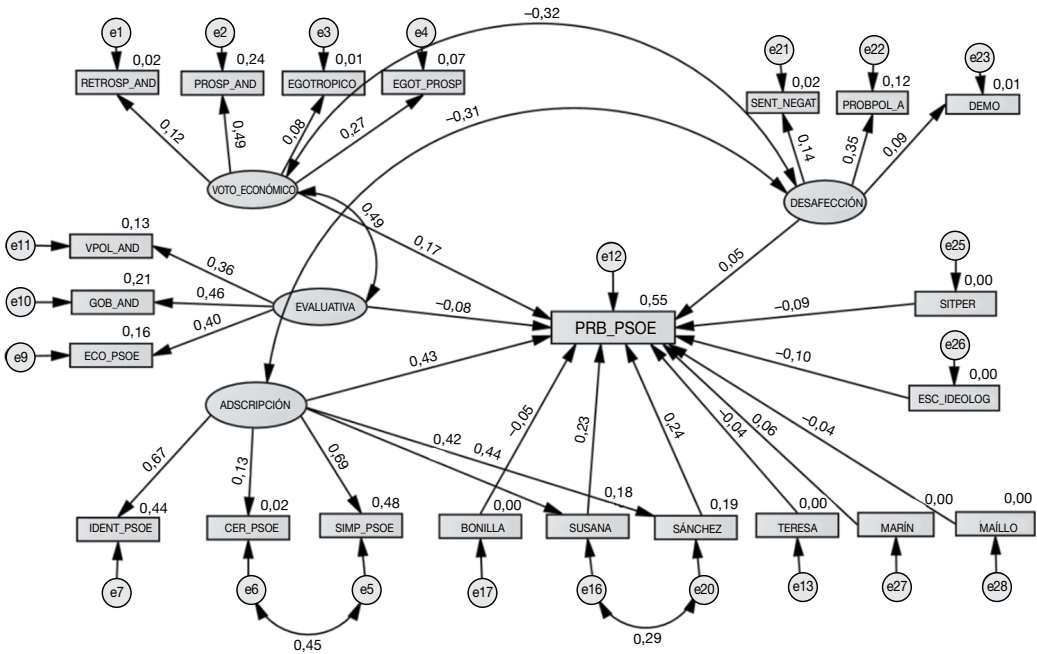 −0,32
e1
e2
e3
e4
0,02
0,24
0,01
0,07
RETROSP_AND
PROSP_AND
EGOTROPICO
EGOT_PROSP
e21
e22
e23
0,02
0,12
0,01
SENT_NEGAT
PROBPOL_A
DEMO
−0,31
0,12
0,49
0,08
0,27
0,14
0,35
0,09
VOTO_ECONÓMICO
DESAFECCIÓN
0,49
0,17
0,05
0,13
e11
VPOL_AND
0,36
e12
e25
0,21
e10
GOB_AND
0,46
EVALUATIVA
−0,08
0,55
PRB_PSOE
−0,09
0,00
SITPER
0,16
e9
ECO_PSOE
0,40
0,43
−0,10
e26
0,00
ESC_IDEOLOG
ADSCRIPCIÓN
0,67
0,13
0,69
0,42
0,44
−0,05
0,23
0,24
−0,04
0,06
−0,04
0,44
0,02
0,48
0,00
0,18
0,19
0,00
0,00
0,00
IDENT_PSOE
CER_PSOE
SIMP_PSOE
BONILLA
SUSANA
SÁNCHEZ
TERESA
MARÍN
MAÍLLO
e7
e6
e5
e17
e16
e20
e13
e27
e28
0,45
0,29